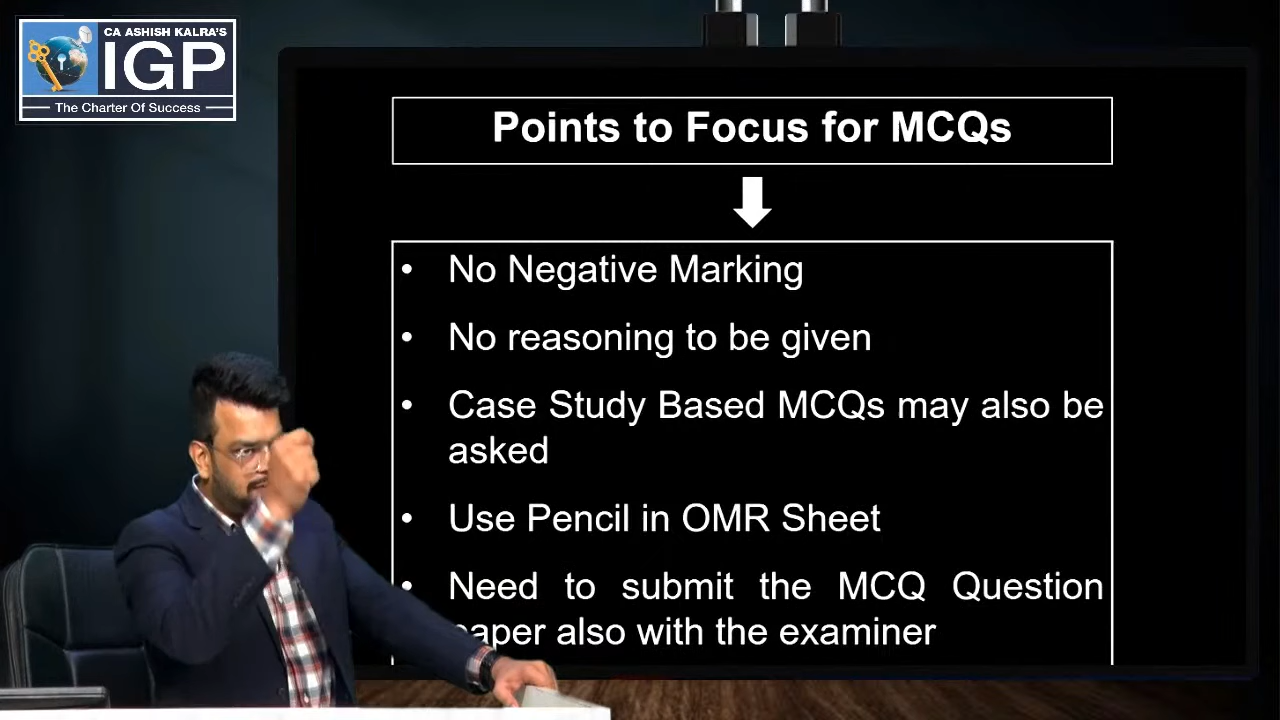 CA ASHISH KALRA'S
IGP
The Charter Of Success
Points to Focus for MCQs
• No Negative Marking
• No reasoning to be given
• Case Study Based MCQs may also be
asked
• Use Pencil in OMR Sheet
• Need to submit the MCQ Question
paper also with the examiner